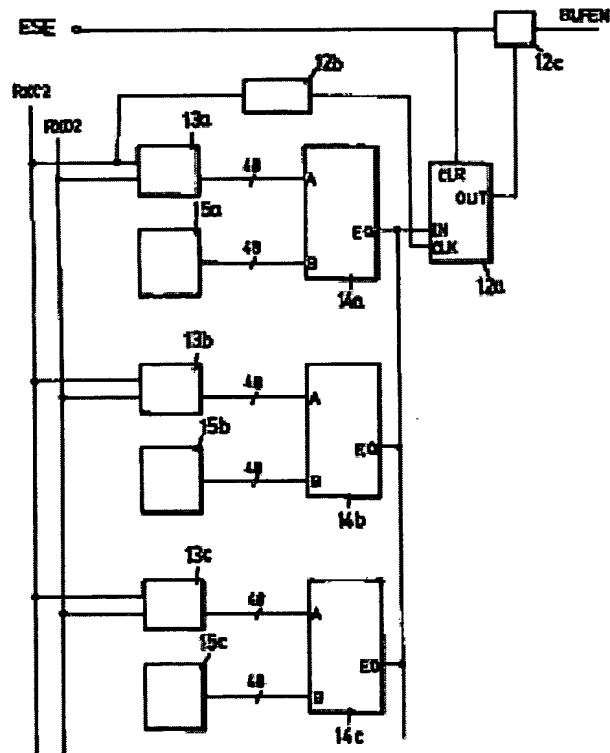 ESE
BUFEN
12c
RXC2
12b
RXD2
13a
48
A
CLR
OUT
15a
EQ
IN
CLK
48
B
14a
12a
13b
48
A
15b
EQ
48
B
14b
13c
48
A
15c
EQ
48
B
14c